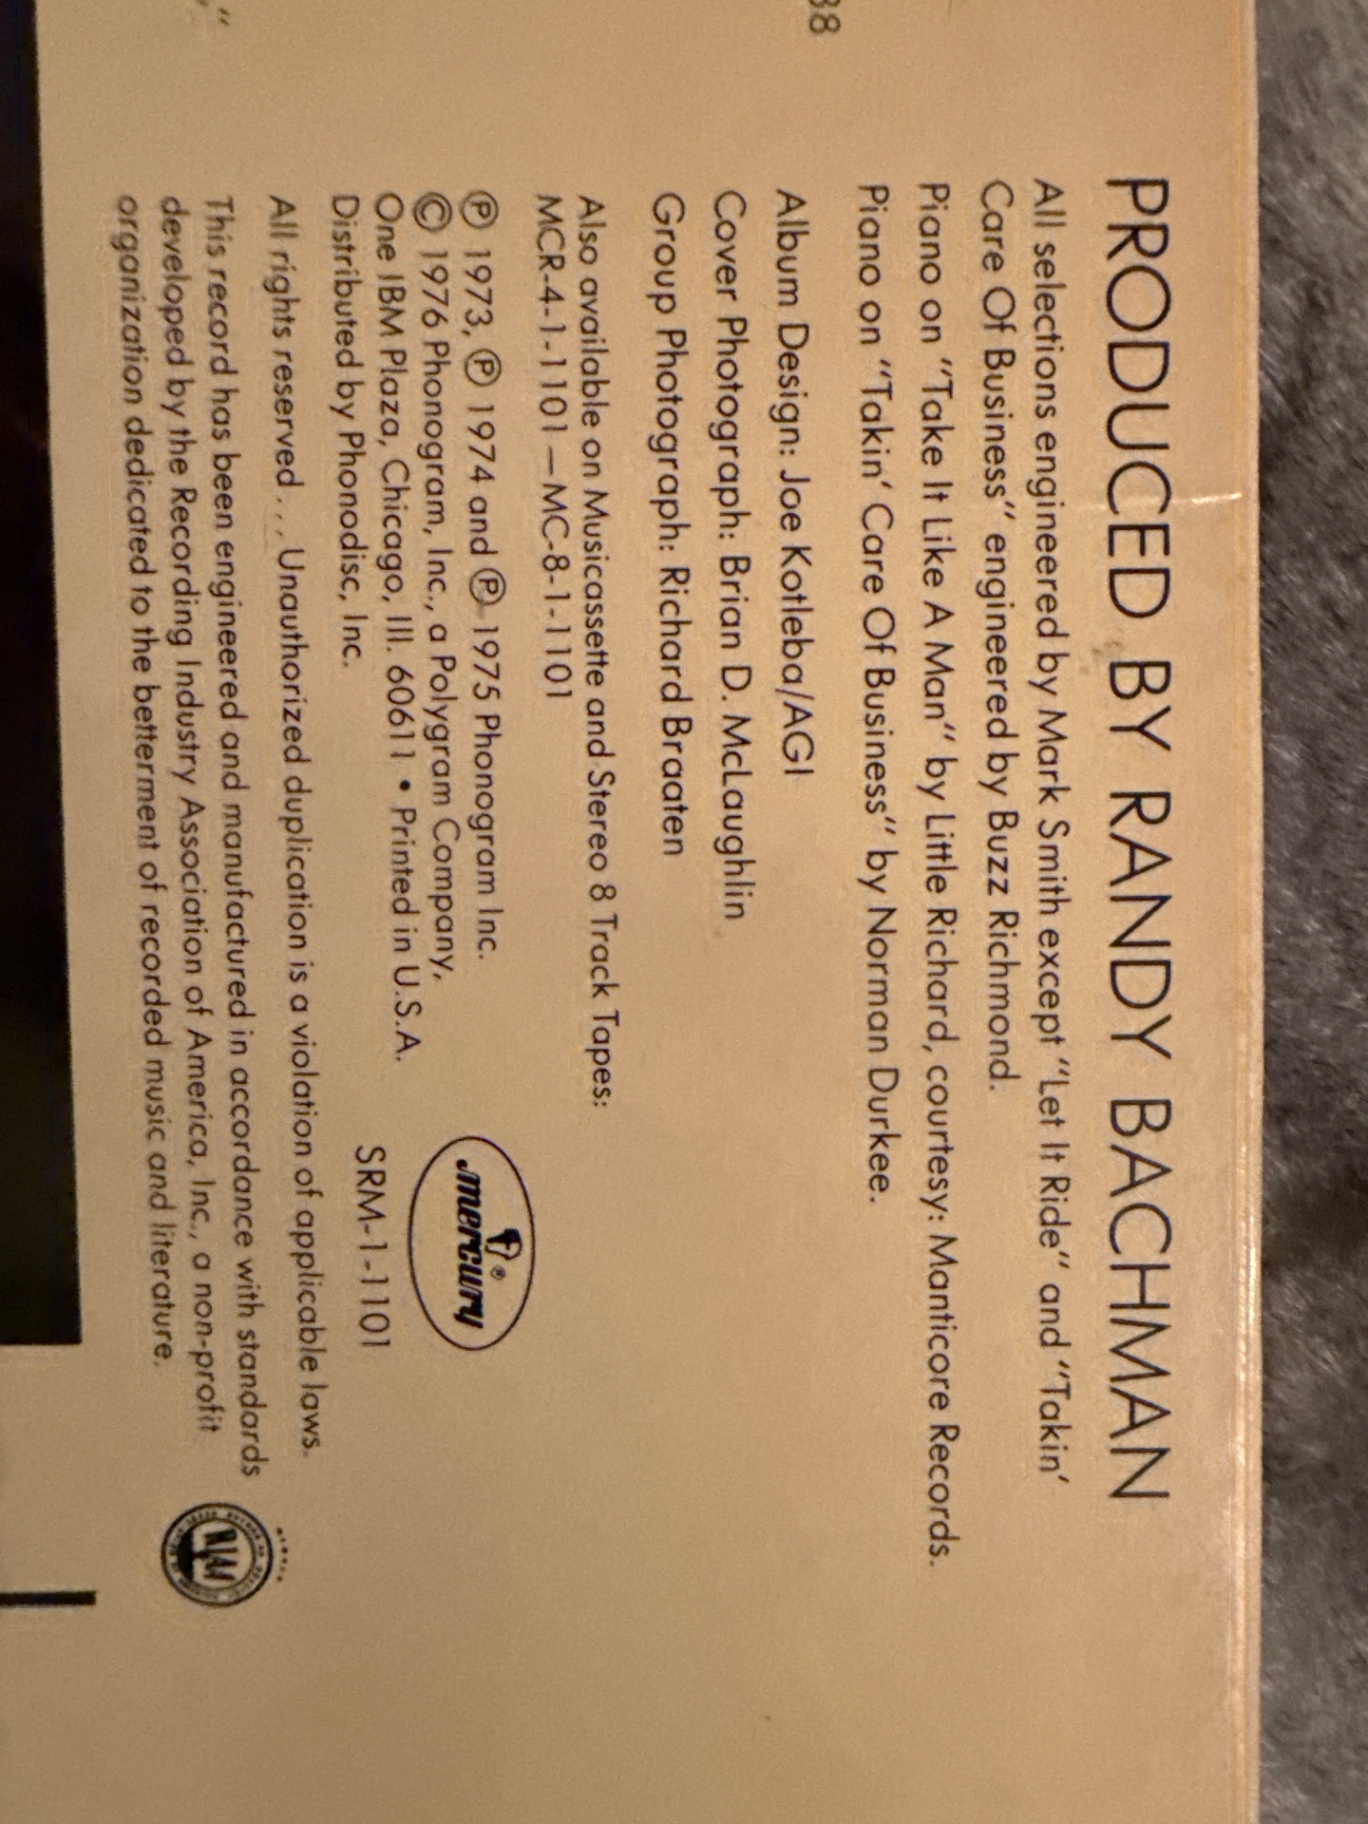 38
"
PRODUCED BY RANDY BACHMAN
All selections engineered by Mark Smith except "Let It Ride" and "Takin'
Care Of Business" engineered by Buzz Richmond.
Piano on "Take It Like A Man" by Little Richard, courtesy: Manticore Records.
Piano on "Takin' Care Of Business" by Norman Durkee.
Album Design: Joe Kotleba/AGI
Cover Photograph: Brian D. McLaughlin
Group Photograph: Richard Braaten
Also available on Musicassette and Stereo 8 Track Tapes:
MCR-4-1-1101—MC-8-1-1101
℗ 1973, ℗ 1974 and ℗ 1975 Phonogram Inc.
© 1976 Phonogram, Inc., a Polygram Company,
One IBM Plaza, Chicago, Ill. 60611 • Printed in U.S.A.
Distributed by Phonodisc, Inc.
mercury®
SRM-1-1101
All rights reserved . . . Unauthorized duplication is a violation of applicable laws.
This record has been engineered and manufactured in accordance with standards
developed by the Recording Industry Association of America, Inc., a non-profit
organization dedicated to the betterment of recorded music and literature.
RIAA